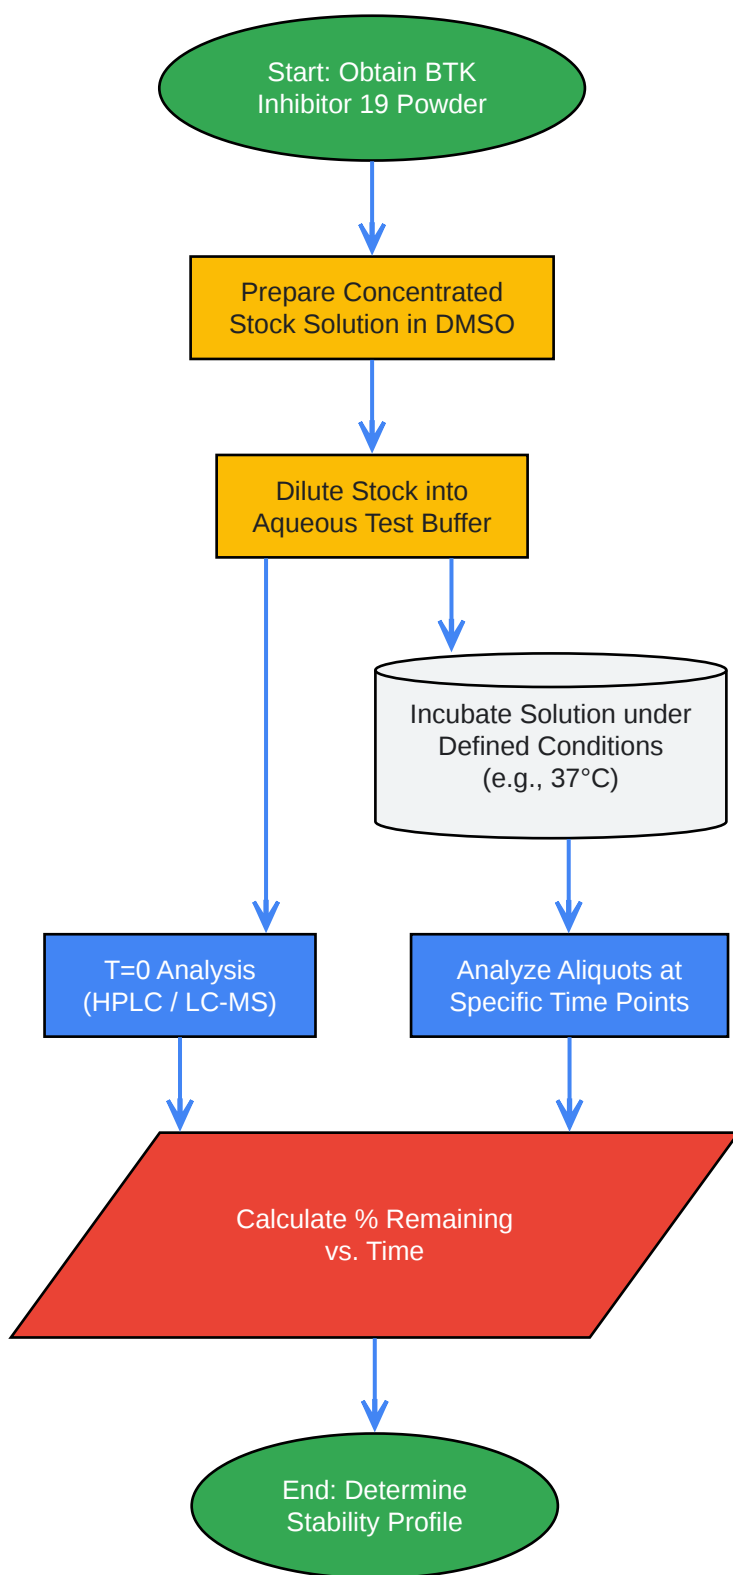 Start: Obtain BTK
Inhibitor 19 Powder
Prepare Concentrated
Stock Solution in DMSO
Dilute Stock into
Aqueous Test Buffer
Incubate Solution under
Defined Conditions
(e.g., 37°C)
T=0 Analysis
(HPLC / LC-MS)
Analyze Aliquots at
Specific Time Points
Calculate % Remaining
vs. Time
End: Determine
Stability Profile